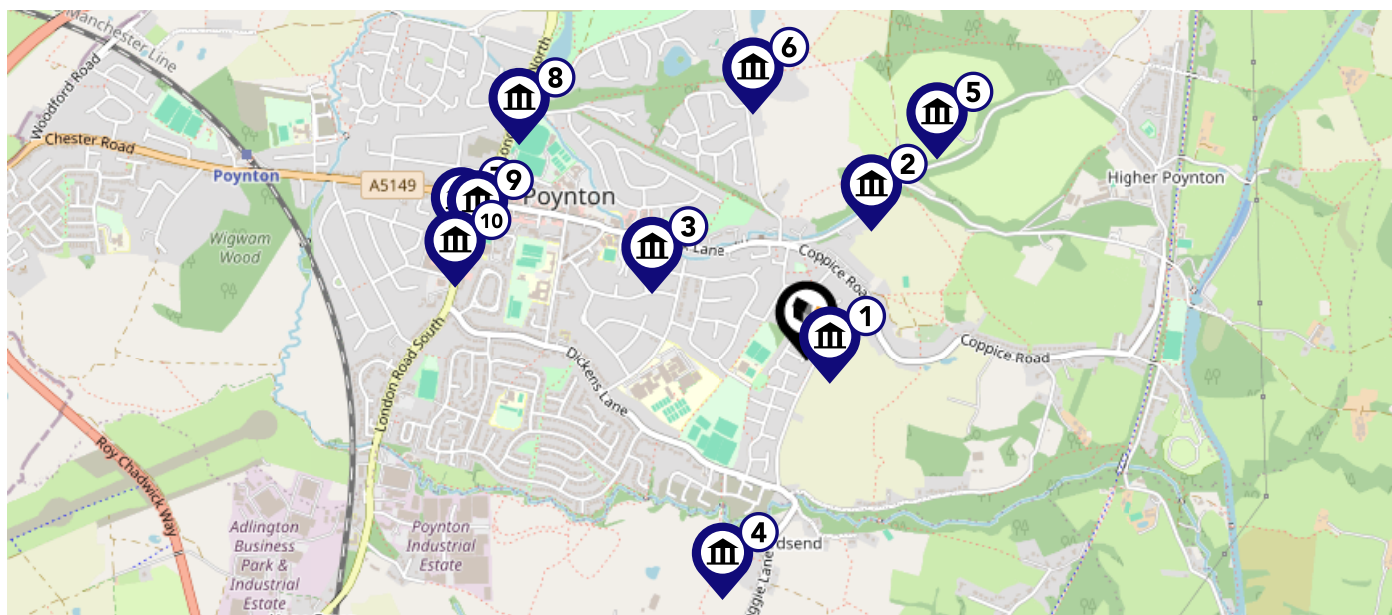 Manchester Line
Woodford Road
North
8
6
5
Chester Road
Poynton
A5149
9
2
Higher Poynton
Poynton
10
3
Lane
Wigwam
Wood
Coppice Road
1
Coppice Road
London Road South
Dickens Lane
Roy Chadwick Way
Adlington
Business
Park &
Industrial
Estate
Poynton
Industrial
Estate
4